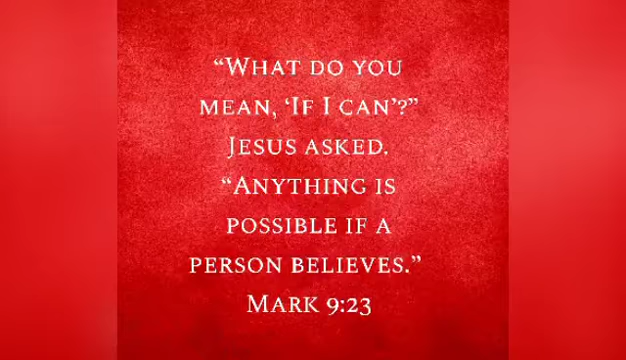 “What do you
mean, ‘If I can’?”
Jesus asked.
“Anything is
possible if a
person believes.”
Mark 9:23